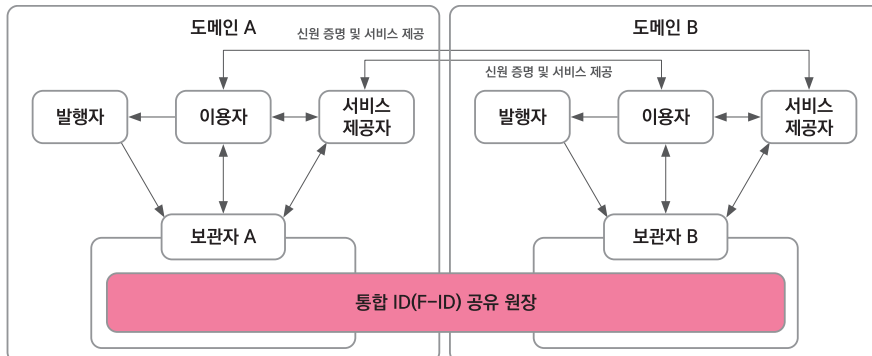 도메인 A
도메인 B
신원 증명 및 서비스 제공
신원 증명 및 서비스 제공
발행자
이용자
서비스
제공자
발행자
이용자
서비스
제공자
보관자 A
보관자 B
통합 ID(F-ID) 공유 원장